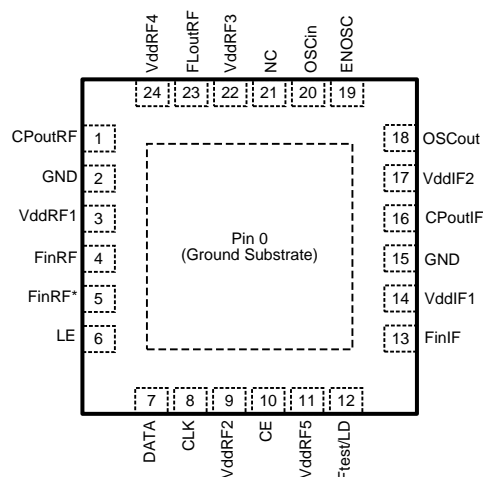 VddRF4
FLoutRF
VddRF3
NC
OSCin
ENOSC
24
23
22
21
20
19
CPoutRF
1
GND
2
VddRF1
3
FinRF
4
FinRF*
5
LE
6
Pin 0
(Ground Substrate)
18
OSCout
17
VddIF2
16
CPoutIF
15
GND
14
VddIF1
13
FinIF
7
8
9
10
11
12
DATA
CLK
VddRF2
CE
VddRF5
Ftest/LD